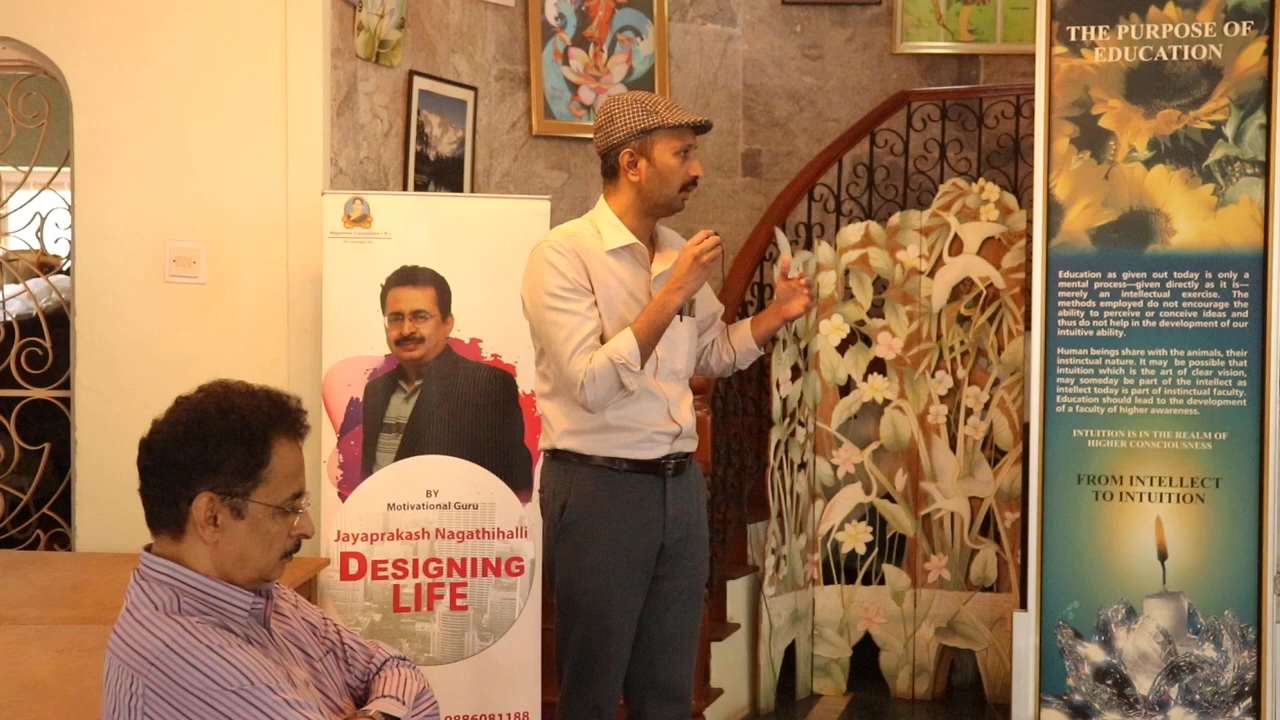 BY
Motivational Guru
Jayaprakash Nagathihalli
DESIGNING
LIFE
9886081188
THE PURPOSE OF
EDUCATION
Education as given out today is only a
mental process—given directly as it is—
merely an intellectual exercise. The
methods employed do not encourage the
ability to perceive or conceive ideas and
thus do not help in the development of our
intuitive ability.
Human beings share with the animals, their
instinctual nature. It may be possible that
intuition which is the art of clear vision,
may someday be part of the intellect as
intellect today is part of instinctual faculty.
Education should lead to the development
of a faculty of higher awareness.
INTUITION IS IN THE REALM OF
HIGHER CONSCIOUSNESS
FROM INTELLECT
TO INTUITION